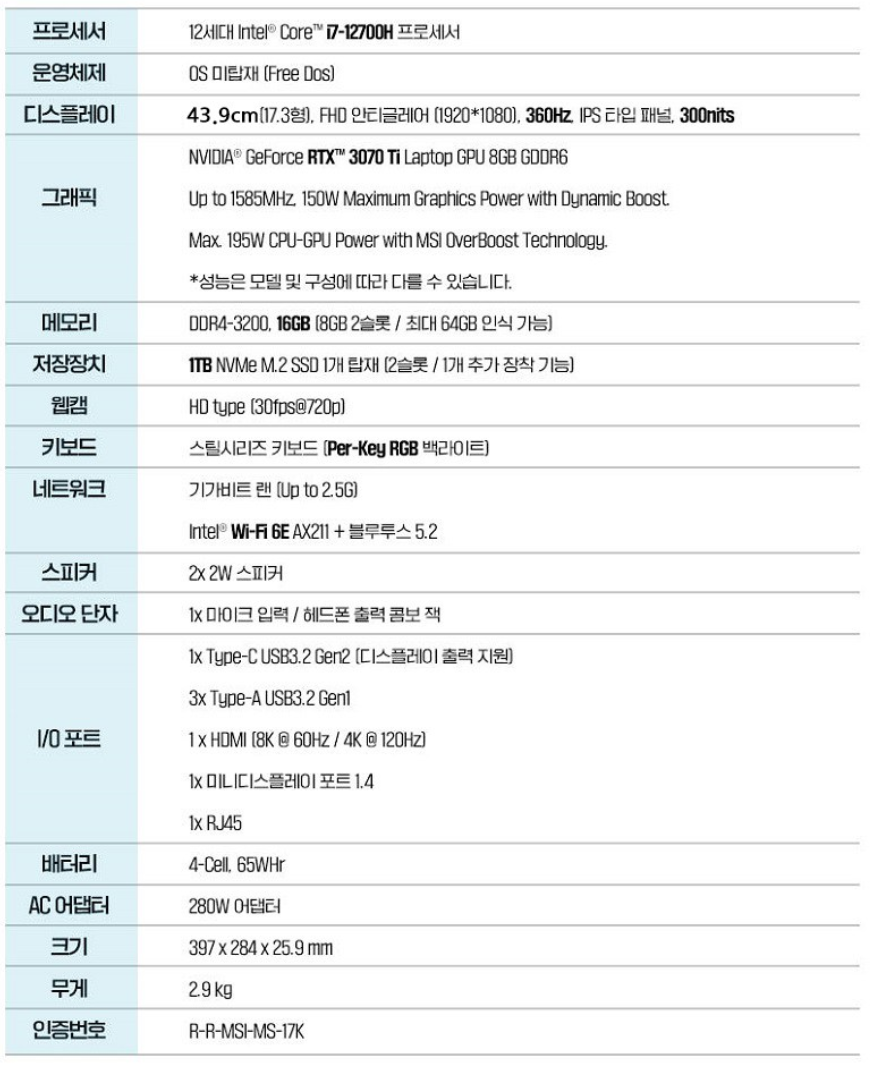 프로세서
12세대 Intel® Core™ i7-12700H 프로세서
운영체제
OS 미탑재 (Free Dos)
디스플레이
43.9cm(17.3형), FHD 안티글레어 (1920*1080), 360Hz, IPS 타입 패널, 300nits
그래픽
NVIDIA® GeForce RTX™ 3070 Ti Laptop GPU 8GB GDDR6
Up to 1585MHz, 150W Maximum Graphics Power with Dynamic Boost.
Max. 195W CPU-GPU Power with MSI OverBoost Technology.
*성능은 모델 및 구성에 따라 다를 수 있습니다.
메모리
DDR4-3200, 16GB (8GB 2슬롯 / 최대 64GB 인식 가능)
저장장치
1TB NVMe M.2 SSD 1개 탑재 (2슬롯 / 1개 추가 장착 기능)
웹캠
HD type (30fps@720p)
키보드
스틸시리즈 키보드 (Per-Key RGB 백라이트)
네트워크
기가비트 랜 (Up to 2.5G)
Intel® Wi-Fi 6E AX211 + 블루투스 5.2
스피커
2x 2W 스피커
오디오 단자
1x 마이크 입력 / 헤드폰 출력 콤보 잭
I/O 포트
1x Type-C USB3.2 Gen2 (디스플레이 출력 지원)
3x Type-A USB3.2 Gen1
1 x HDMI (8K @ 60Hz / 4K @ 120Hz)
1x 미니디스플레이 포트 1.4
1x RJ45
배터리
4-Cell, 65WHr
AC 어댑터
280W 어댑터
크기
397 x 284 x 25.9 mm
무게
2.9 kg
인증번호
R-R-MSI-MS-17K